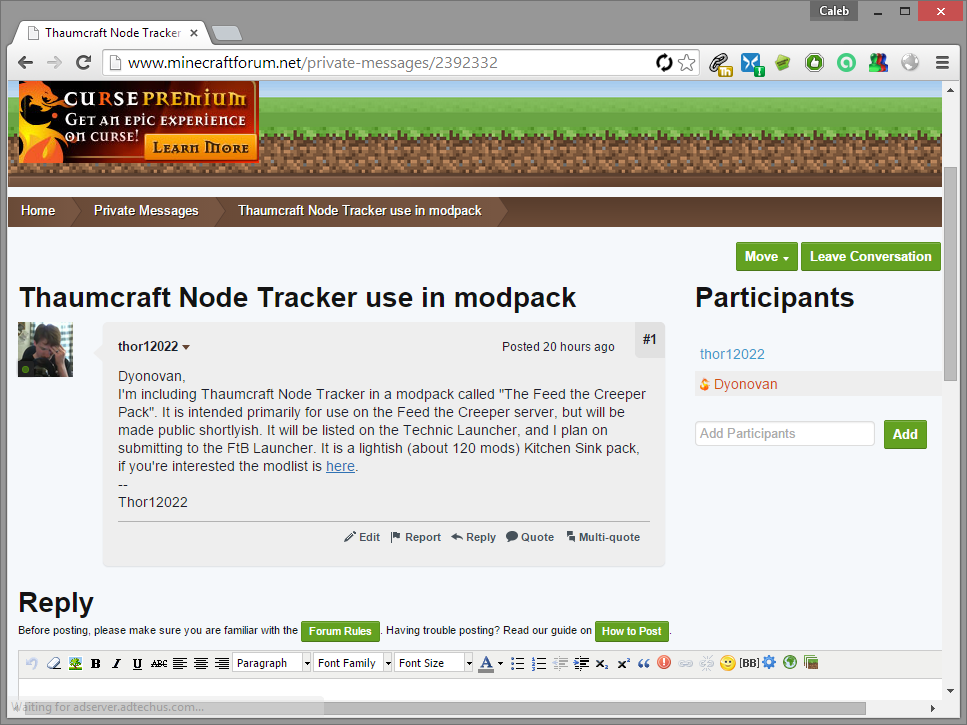 Caleb
Thaumcraft Node Tracker
www.minecraftforum.net/private-messages/2392332
CURSE PREMIUM
GET AN EPIC EXPERIENCE
ON CURSE!
LEARN MORE
Home Private Messages Thaumcraft Node Tracker use in modpack
Move Leave Conversation
Thaumcraft Node Tracker use in modpack
Participants
thor12022 Posted 20 hours ago #1
thor12022
Dyonovan
Add Participants Add
Dyonovan,
I'm including Thaumcraft Node Tracker in a modpack called "The Feed the Creeper
Pack". It is intended primarily for use on the Feed the Creeper server, but will be
made public shortlyish. It will be listed on the Technic Launcher, and I plan on
submitting to the FtB Launcher. It is a lightish (about 120 mods) Kitchen Sink pack,
if you're interested the modlist is here.
--
Thor12022
Edit Report Reply Quote Multi-quote
Reply
Before posting, please make sure you are familiar with the Forum Rules. Having trouble posting? Read our guide on How to Post.
B I U ABC Paragraph Font Family Font Size A x₂ x² [BB]
Waiting for adserver.adtechus.com...